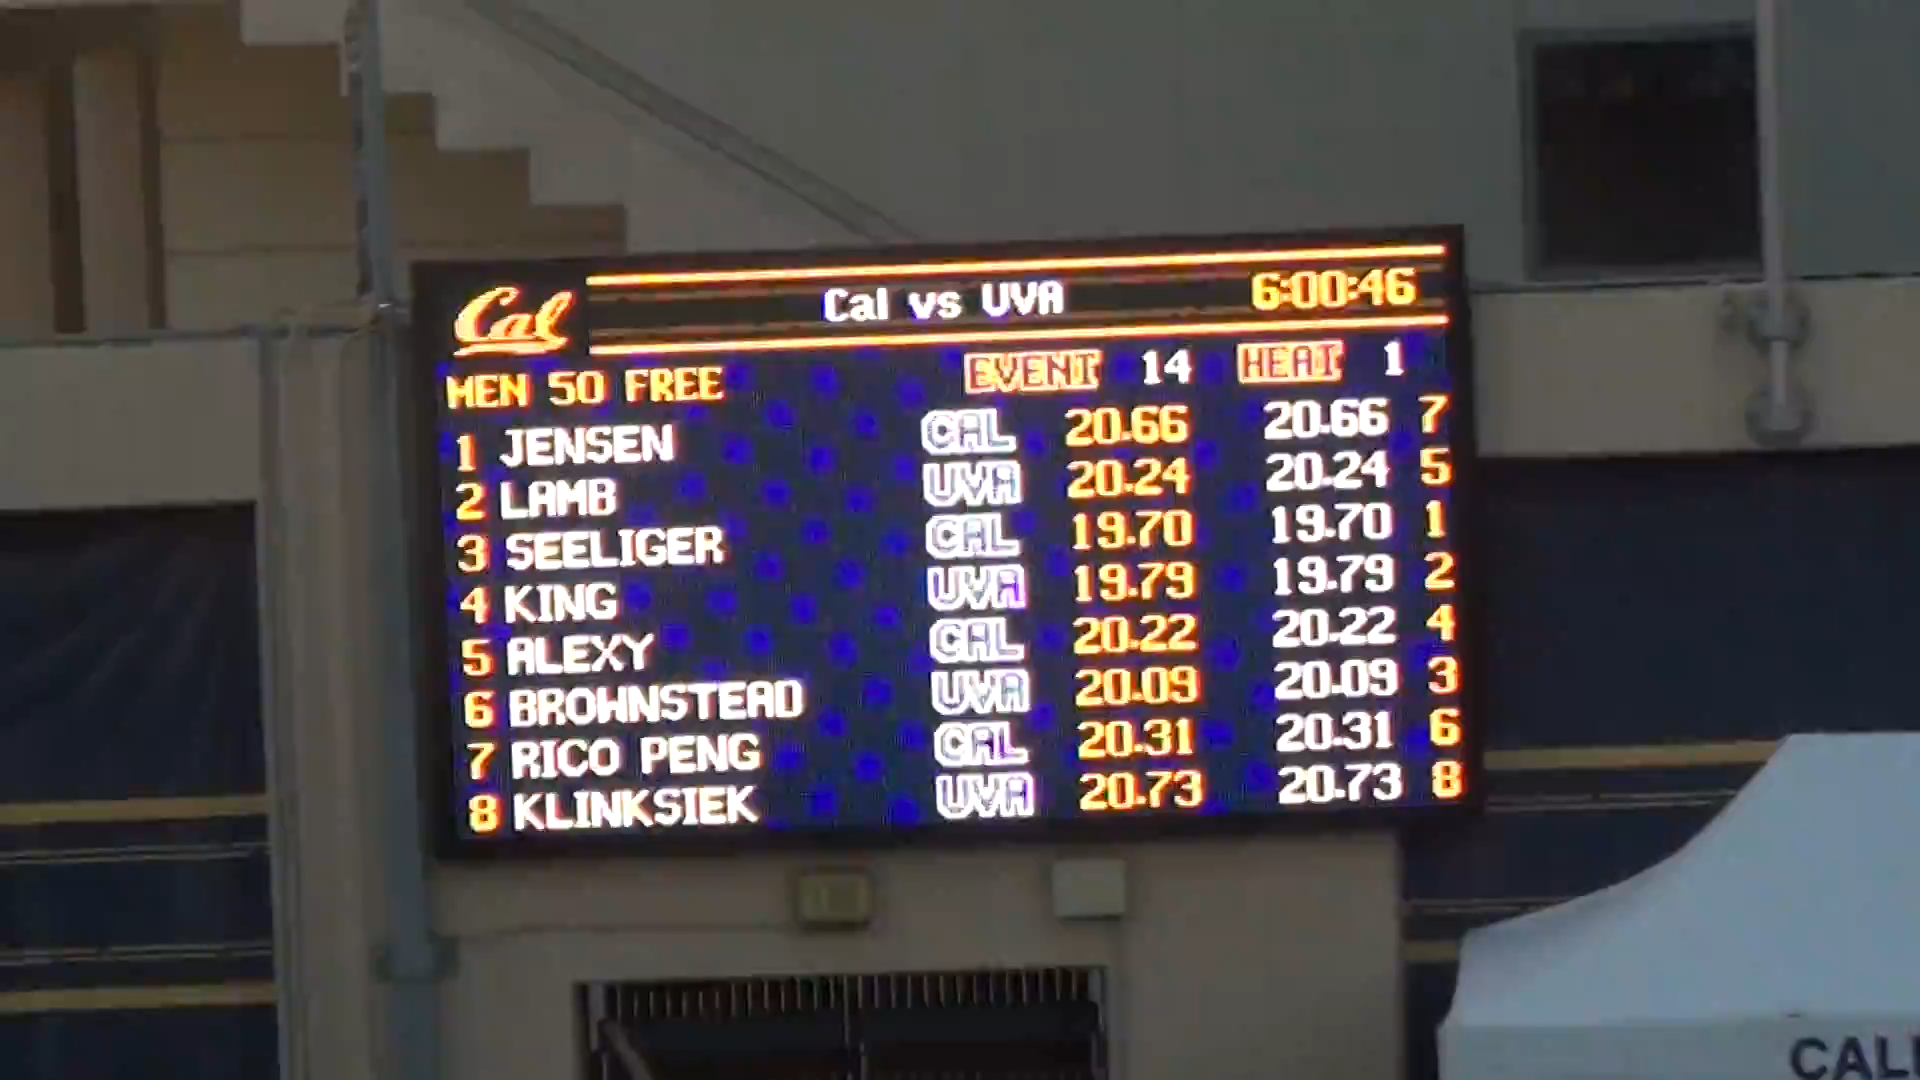 Cal Cal vs UVA 6:00:46
MEN 50 FREE EVENT 14 HEAT 1
1 JENSEN CAL 20.66 20.66 7
2 LAMB UVA 20.24 20.24 5
3 SEELIGER CAL 19.70 19.70 1
4 KING UVA 19.79 19.79 2
5 ALEXY CAL 20.22 20.22 4
6 BROWNSTEAD UVA 20.09 20.09 3
7 RICO PENG CAL 20.31 20.31 6
8 KLINKSIEK UVA 20.73 20.73 8